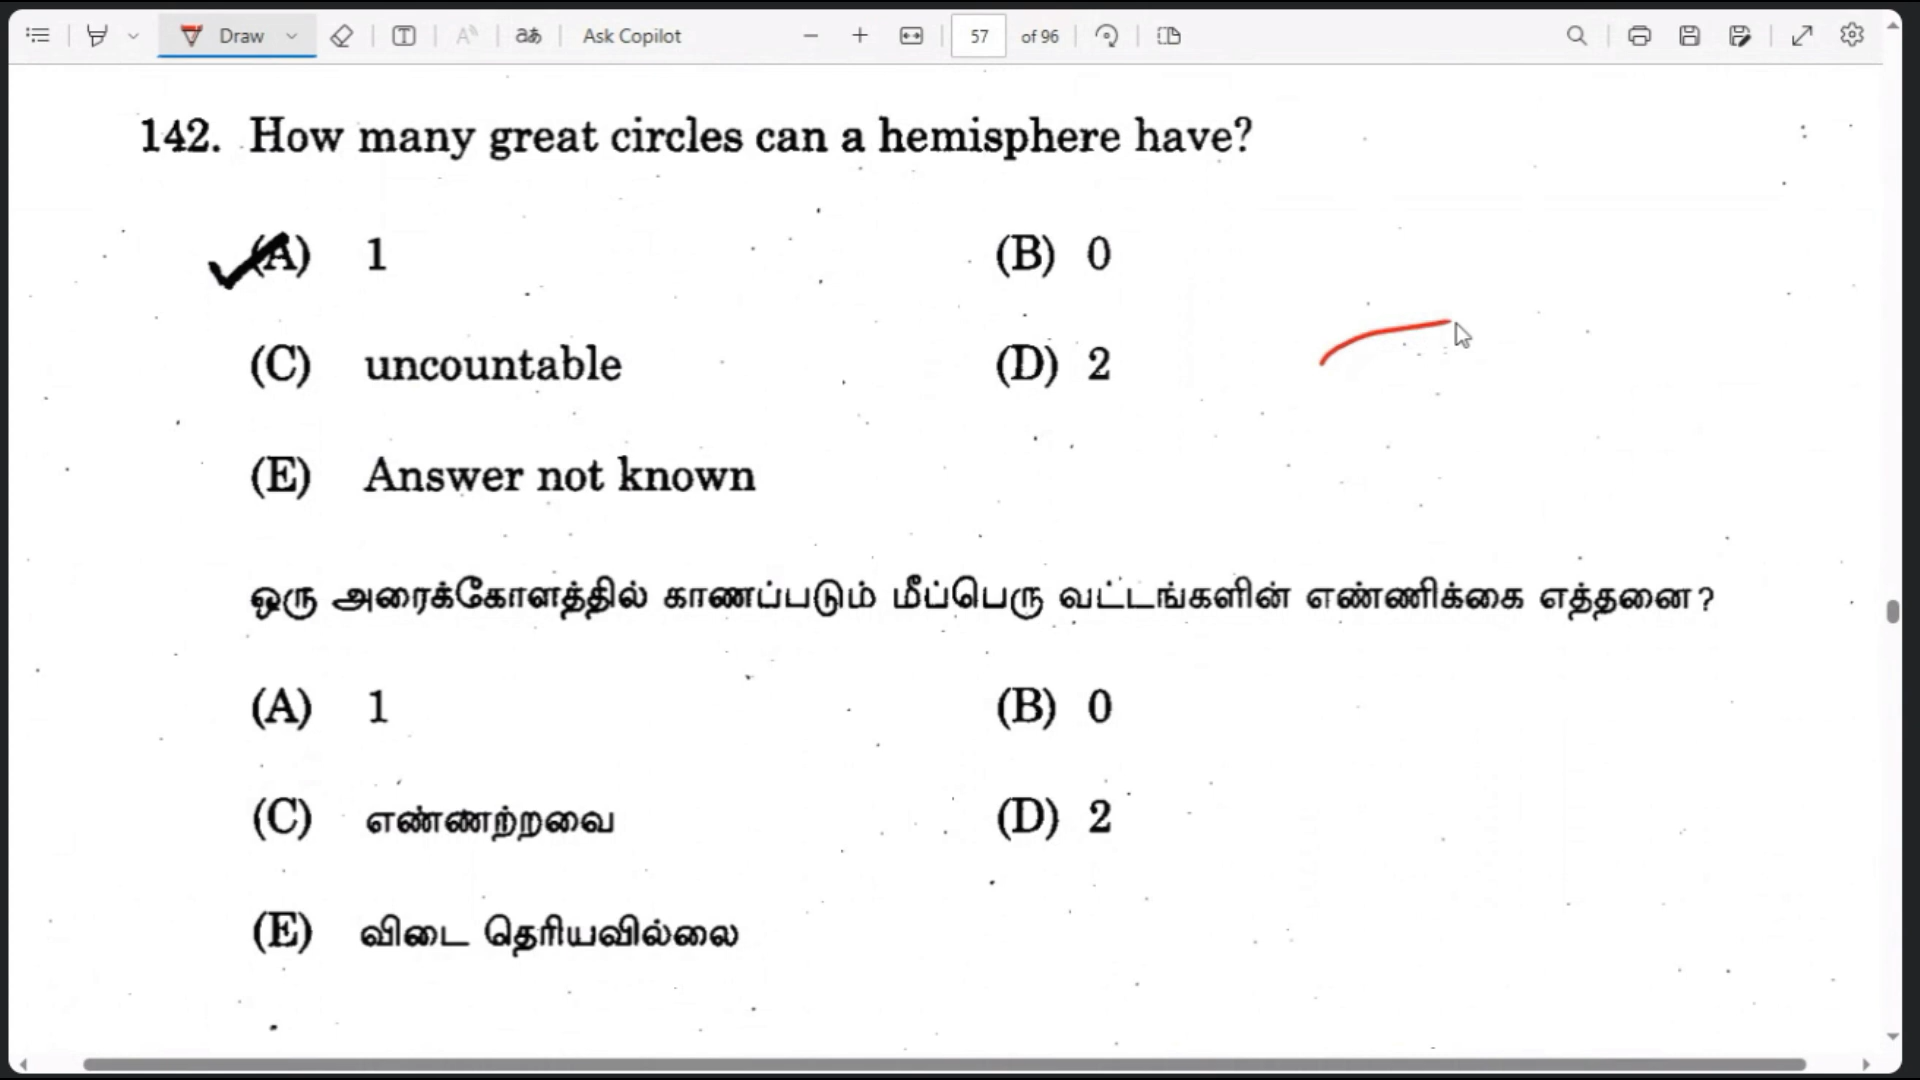 Draw Ask Copilot 57 of 96
142. How many great circles can a hemisphere have?
(A) 1 (B) 0
(C) uncountable (D) 2
(E) Answer not known
ஒரு அரைக்கோளத்தில் காணப்படும் மீப்பெரு வட்டங்களின் எண்ணிக்கை எத்தனை?
(A) 1 (B) 0
(C) எண்ணற்றவை (D) 2
(E) விடை தெரியவில்லை